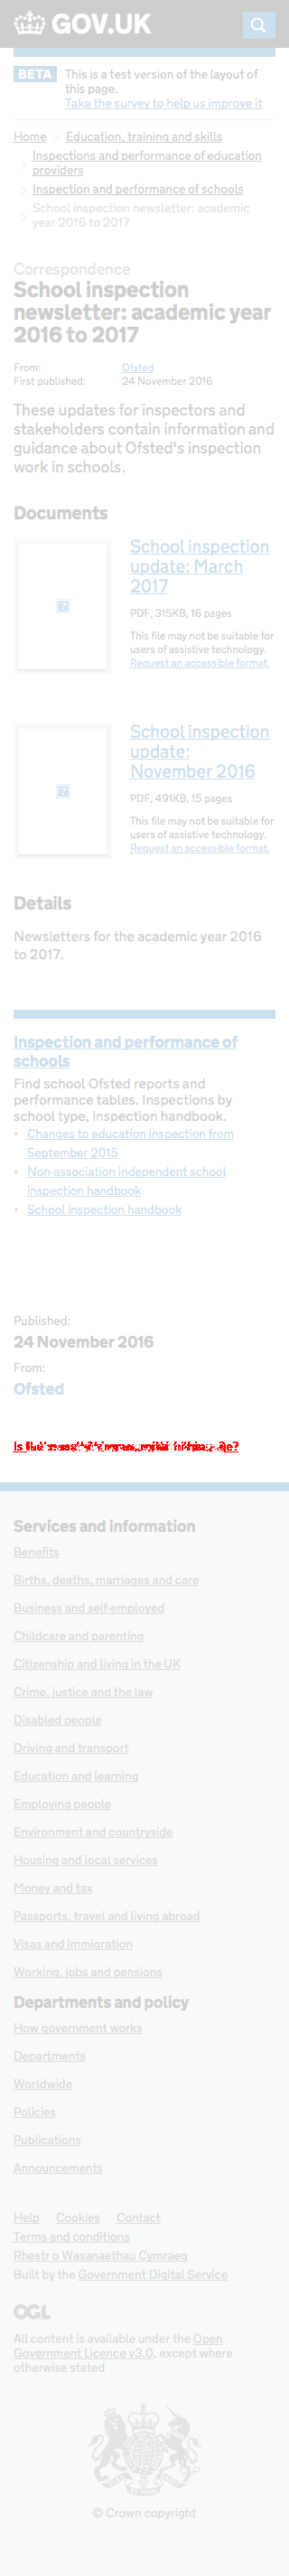 GOV.UK
BETA
This is a test version of the layout of
this page.
Take the survey to help us improve it
Home
Education, training and skills
Inspections and performance of education
providers
Inspection and performance of schools
School inspection newsletter: academic
year 2016 to 2017
Correspondence
School inspection
newsletter: academic year
2016 to 2017
From: Ofsted
First published: 24 November 2016
These updates for inspectors and
stakeholders contain information and
guidance about Ofsted's inspection
work in schools.
Documents
School inspection
update: March
2017
PDF, 315KB, 16 pages
This file may not be suitable for
users of assistive technology.
Request an accessible format.
School inspection
update:
November 2016
PDF, 491KB, 15 pages
This file may not be suitable for
users of assistive technology.
Request an accessible format.
Details
Newsletters for the academic year 2016
to 2017.
Inspection and performance of
schools
Find school Ofsted reports and
performance tables. Inspections by
school type, inspection handbook.
• Changes to education inspection from
September 2015
• Non-association independent school
inspection handbook
• School inspection handbook
Published:
24 November 2016
From:
Ofsted
Services and information
Benefits
Births, deaths, marriages and care
Business and self-employed
Childcare and parenting
Citizenship and living in the UK
Crime, justice and the law
Disabled people
Driving and transport
Education and learning
Employing people
Environment and countryside
Housing and local services
Money and tax
Passports, travel and living abroad
Visas and immigration
Working, jobs and pensions
Departments and policy
How government works
Departments
Worldwide
Policies
Publications
Announcements
Help Cookies Contact
Terms and conditions
Rhestr o Wasanaethau Cymraeg
Built by the Government Digital Service
OGL
All content is available under the Open
Government Licence v3.0, except where
otherwise stated
© Crown copyright